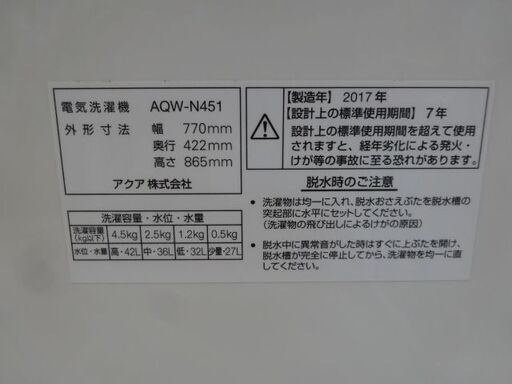 電気洗濯機 AQW-N451
外形寸法 幅 770mm
奥行 422mm
高さ 865mm
アクア株式会社
洗濯容量・水位・水量
洗濯容量(kg以下) 4.5kg 2.5kg 1.2kg 0.5kg
水位・水量 高・42L 中・36L 低・32L 少量・27L
【製造年】2017年
【設計上の標準使用期間】7年
設計上の標準使用期間を超えて使用
されますと、経年劣化による発火・
けが等の事故に至る恐れがあります。
脱水時のご注意
・洗濯物は均一に入れ、脱水おさえぶたを脱水槽の
突起部に水平にセットしてください。
(洗濯物の飛び出しによるけがの原因)
・脱水中に異常音がした時はすぐに上ぶたを開け、
脱水槽が完全に停止してから、洗濯物を均一に直
してください。